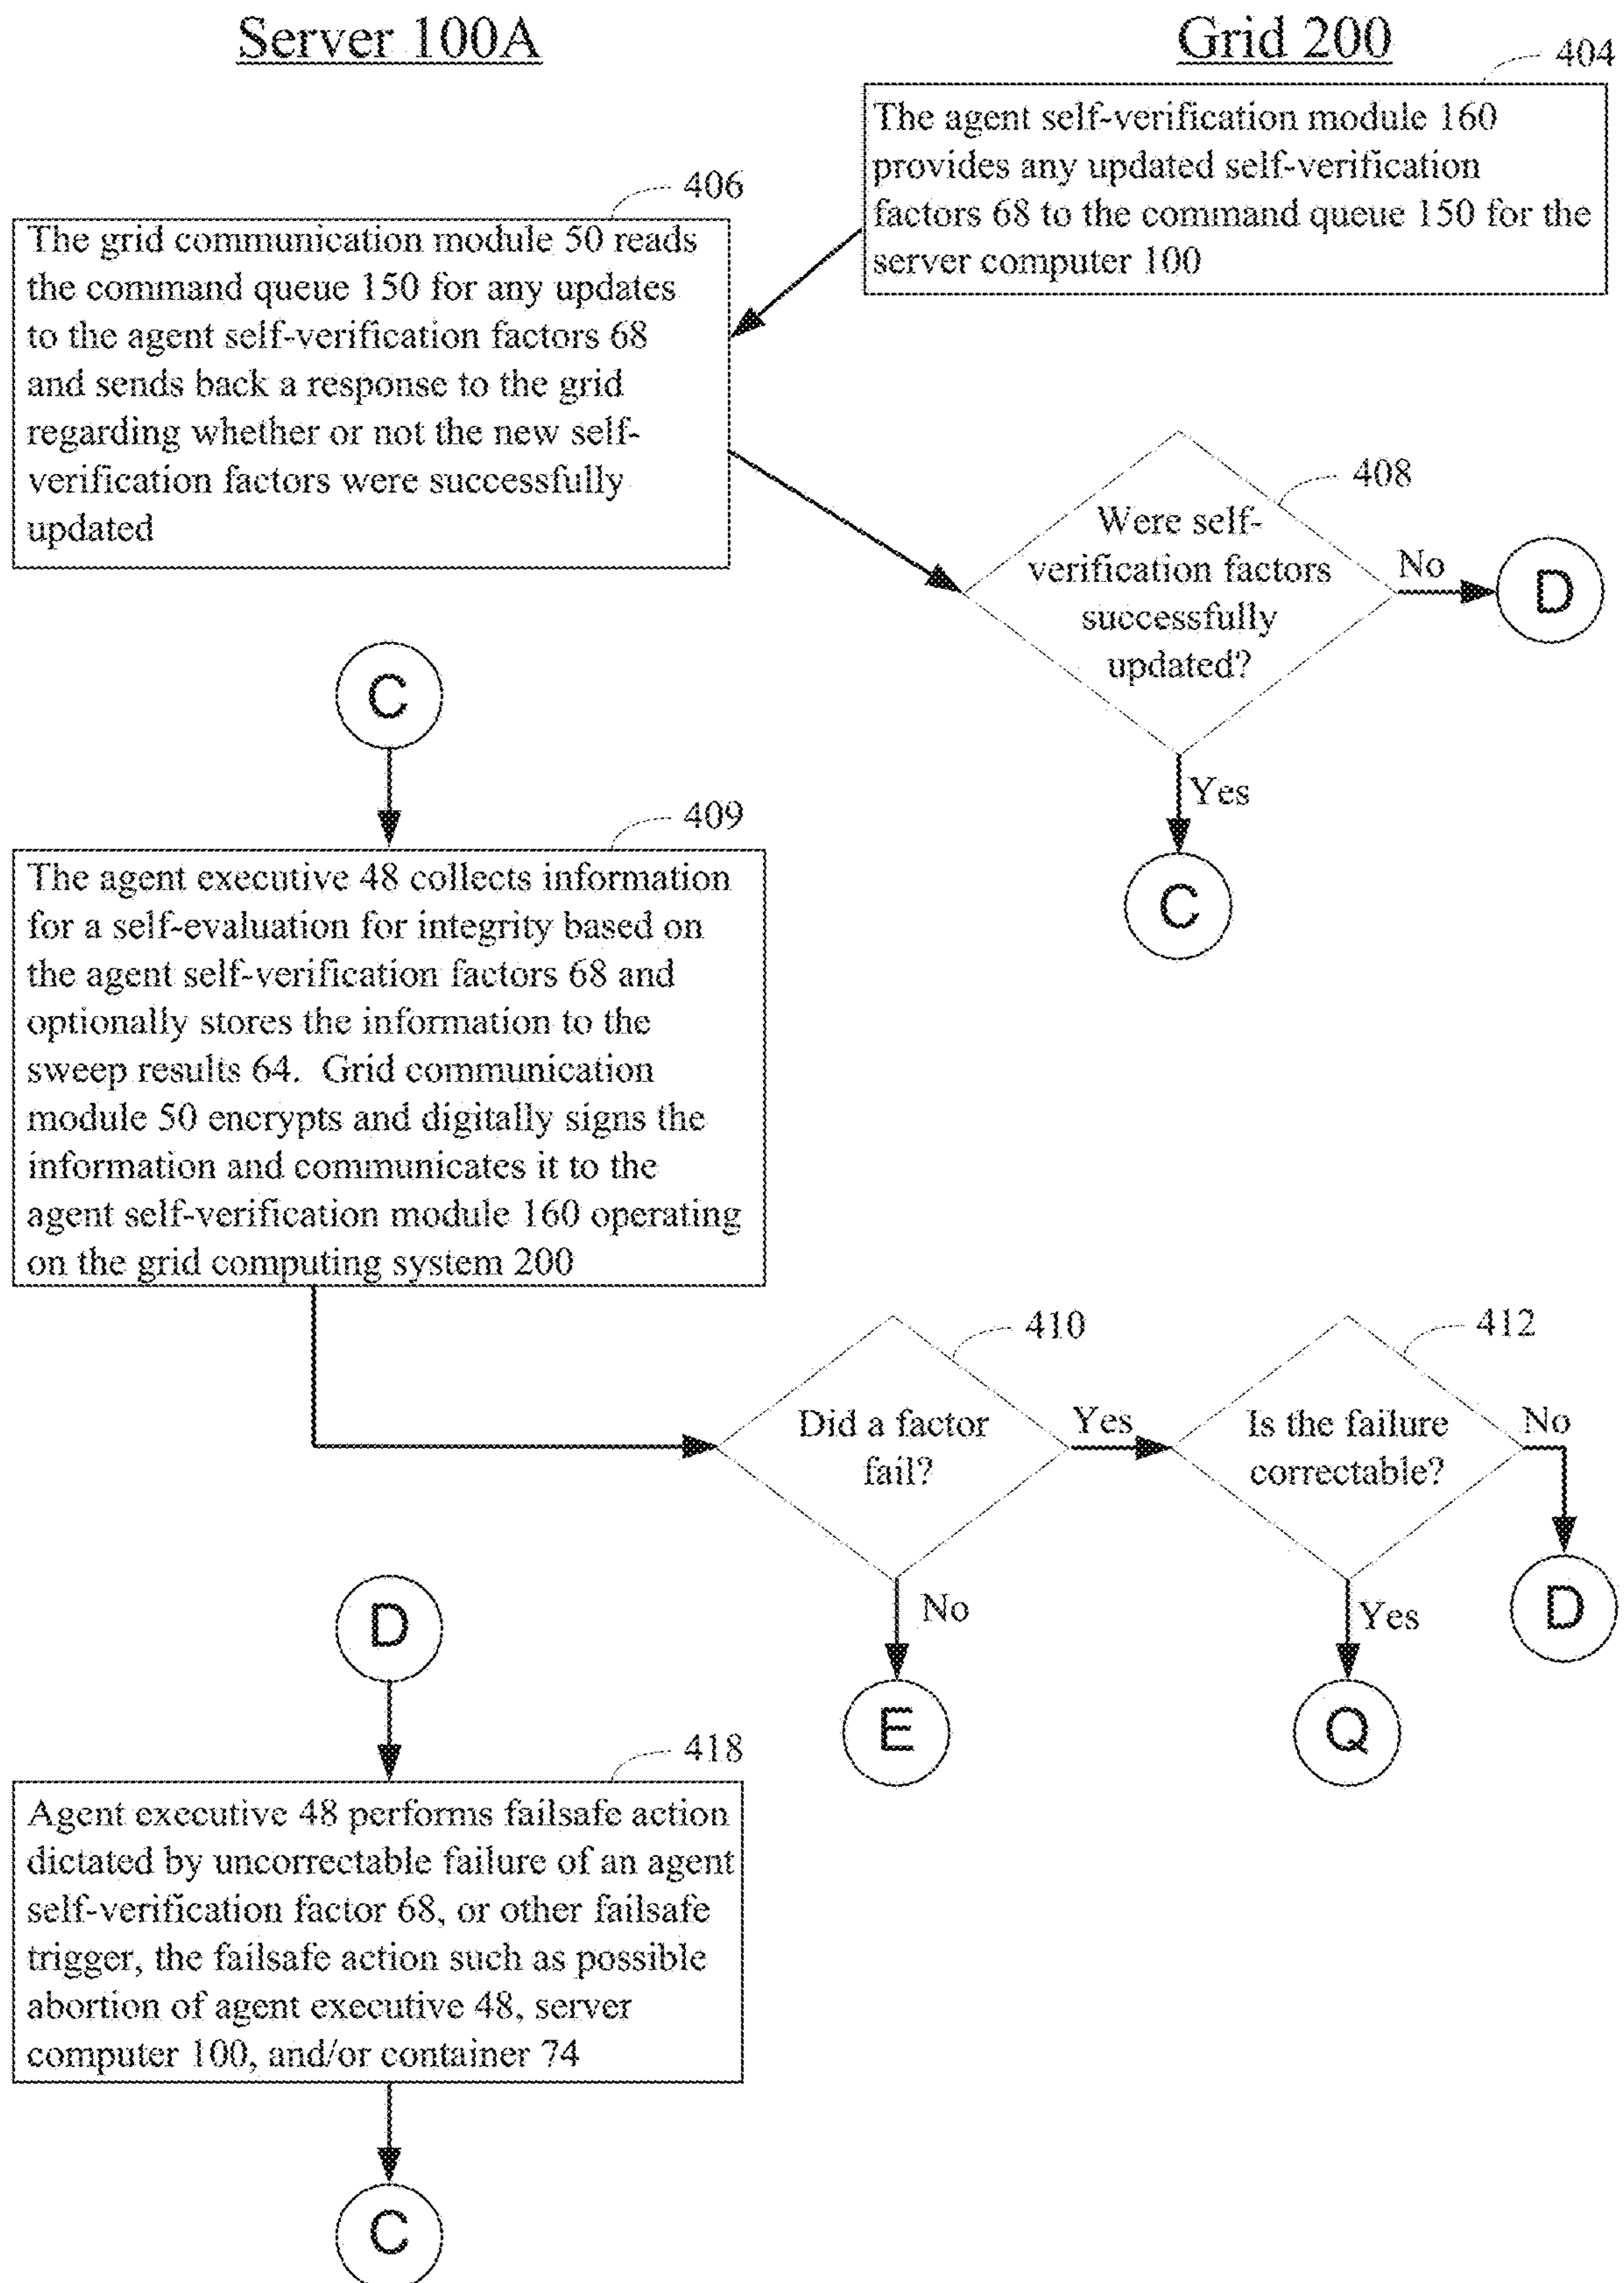 Server 100A
Grid 200
404
The agent self-verification module 160
provides any updated self-verification
factors 68 to the command queue 150 for the
server computer 100
406
The grid communication module 50 reads
the command queue 150 for any updates
to the agent self-verification factors 68
and sends back a response to the grid
regarding whether or not the new self-
verification factors were successfully
updated
408
Were self-
verification factors
successfully
updated?
No
D
Yes
C
C
409
The agent executive 48 collects information
for a self-evaluation for integrity based on
the agent self-verification factors 68 and
optionally stores the information to the
sweep results 64. Grid communication
module 50 encrypts and digitally signs the
information and communicates it to the
agent self-verification module 160 operating
on the grid computing system 200
410
Did a factor
fail?
Yes
No
E
412
Is the failure
correctable?
No
D
Yes
Q
D
418
Agent executive 48 performs failsafe action
dictated by uncorrectable failure of an agent
self-verification factor 68, or other failsafe
trigger, the failsafe action such as possible
abortion of agent executive 48, server
computer 100, and/or container 74
C